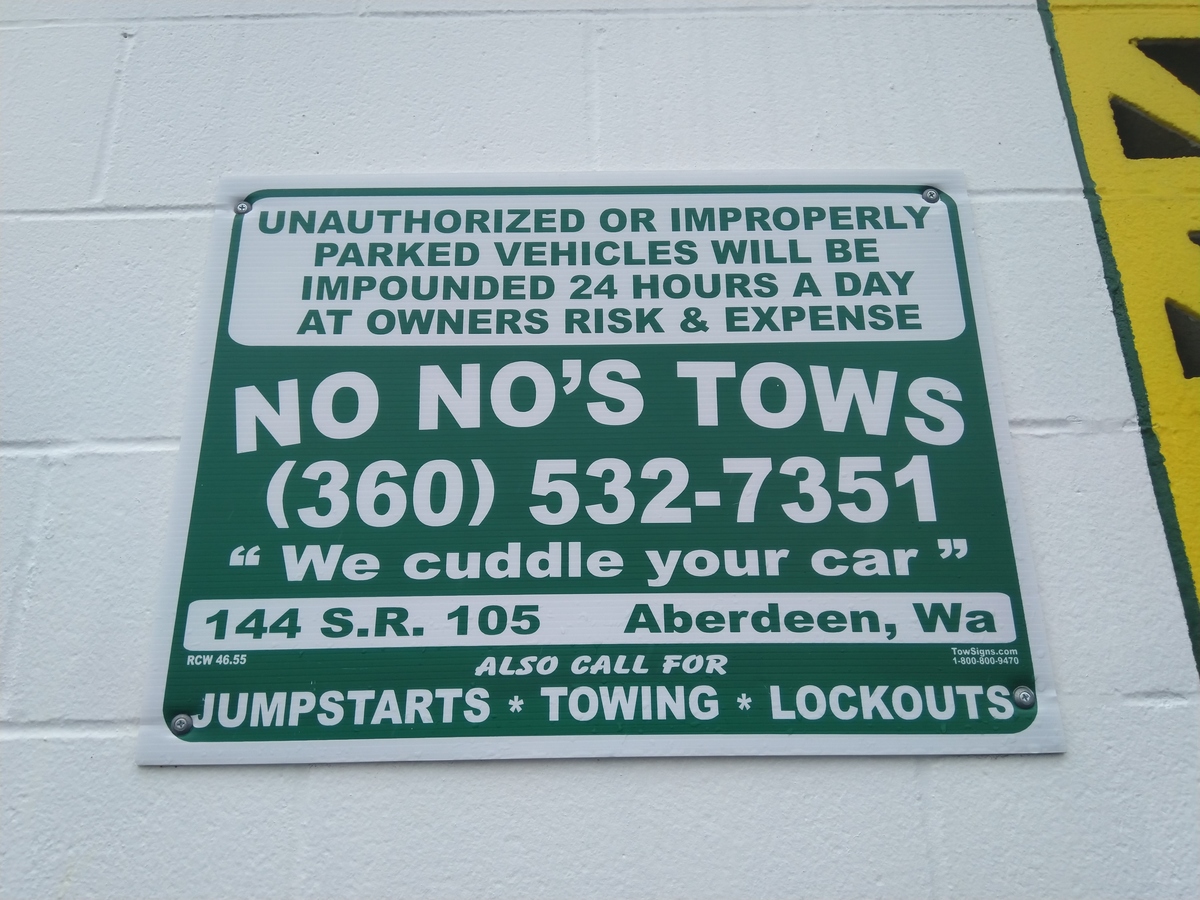 UNAUTHORIZED OR IMPROPERLY
PARKED VEHICLES WILL BE
IMPOUNDED 24 HOURS A DAY
AT OWNERS RISK & EXPENSE
NO NO'S TOWS
(360) 532-7351
“ We cuddle your car ”
144 S.R. 105 Aberdeen, Wa
RCW 46.55
TowSigns.com
1-800-800-9470
ALSO CALL FOR
JUMPSTARTS * TOWING * LOCKOUTS